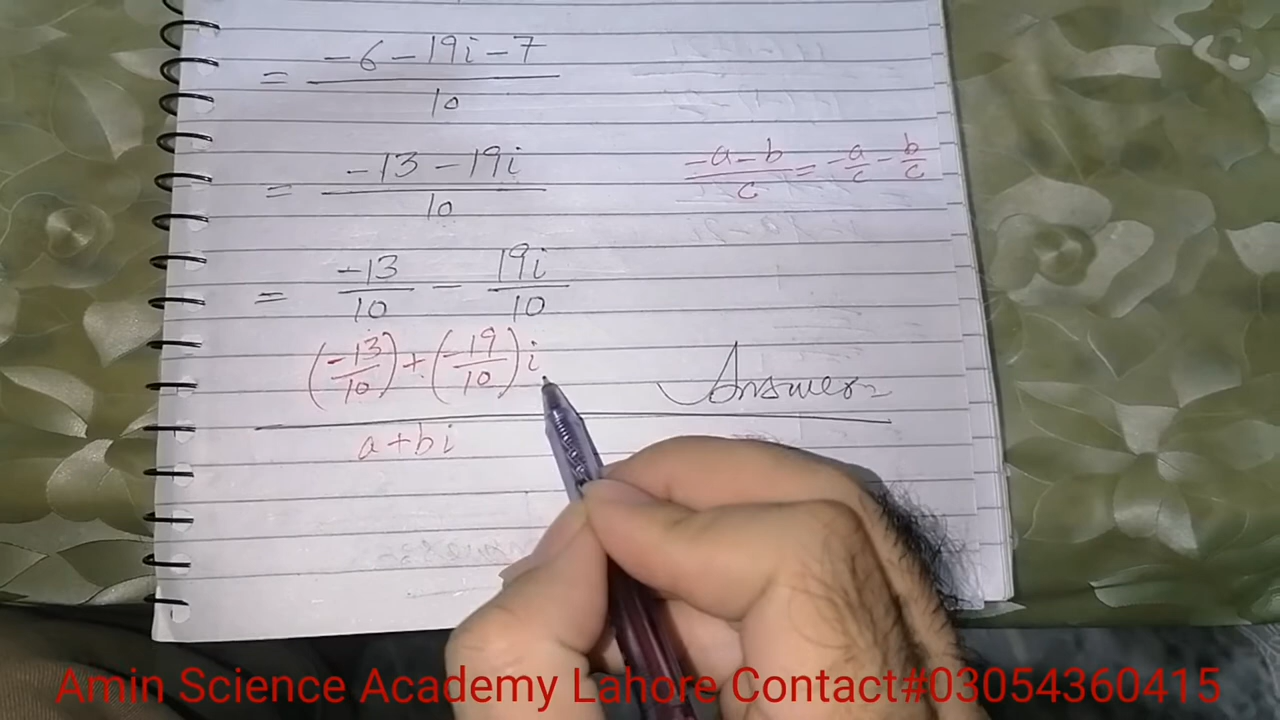 = -6-19i-7/10
= -13-19i/10
-a-b/c = -a/c - b/c
= -13/10 - 19i/10
(-13/10)+(-19/10)i
Answer
a+bi
Amin Science Academy Lahore Contact#03054360415